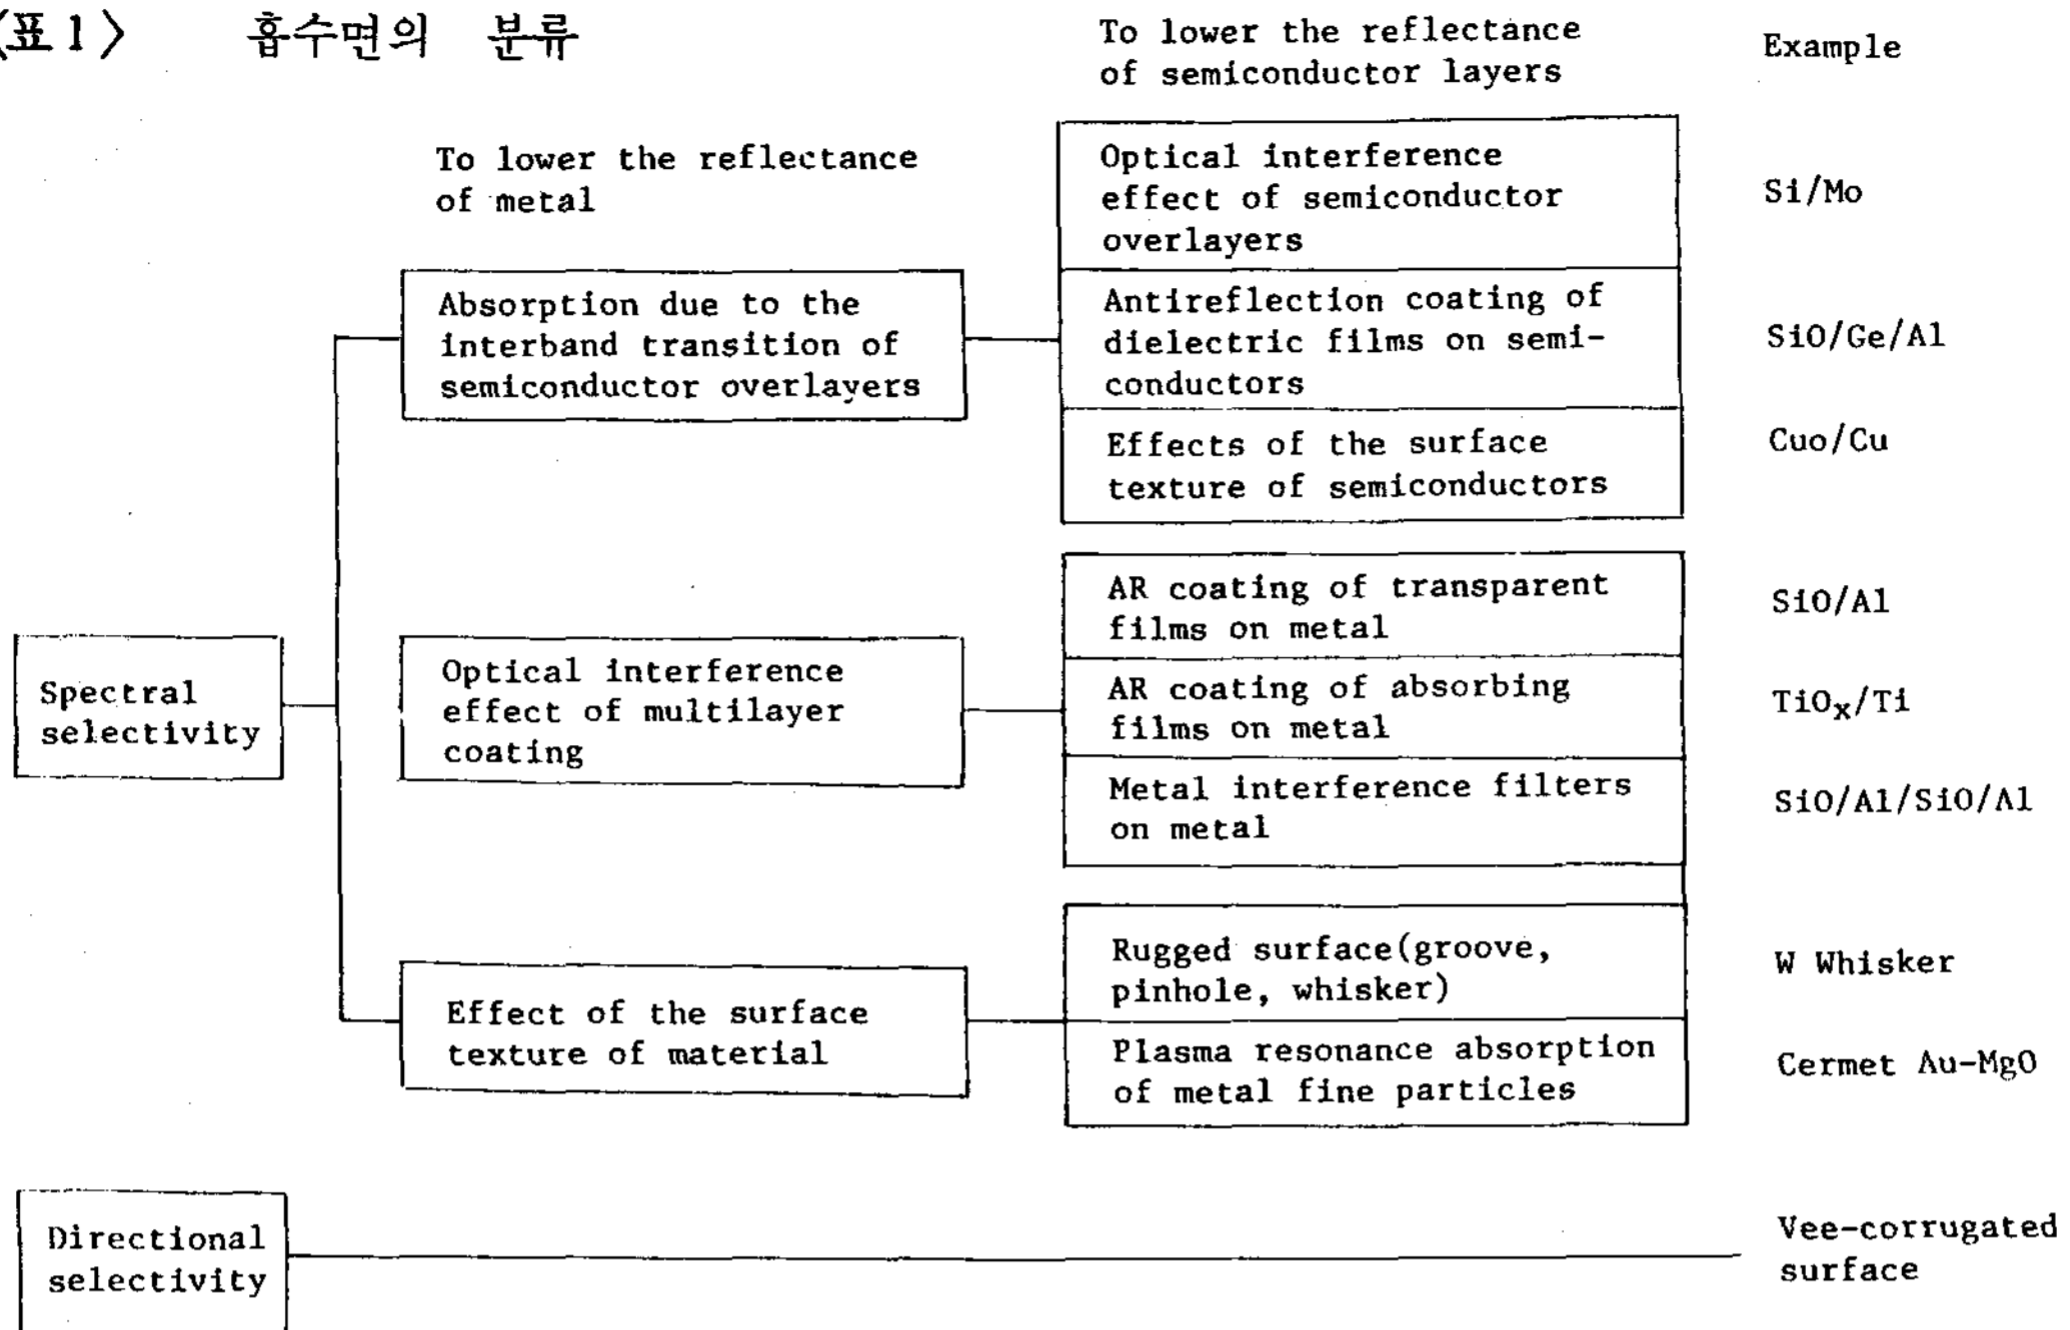 〈표 1〉 흡수면의 분류
To lower the reflectance
of semiconductor layers
Example
To lower the reflectance
of metal
Optical interference
effect of semiconductor
overlayers
Si/Mo
Absorption due to the
interband transition of
semiconductor overlayers
Antireflection coating of
dielectric films on semi-
conductors
SiO/Ge/Al
Effects of the surface
texture of semiconductors
Cuo/Cu
Spectral
selectivity
Optical interference
effect of multilayer
coating
AR coating of transparent
films on metal
SiO/Al
AR coating of absorbing
films on metal
TiOx/Ti
Metal interference filters
on metal
SiO/Al/SiO/Al
Effect of the surface
texture of material
Rugged surface(groove,
pinhole, whisker)
W Whisker
Plasma resonance absorption
of metal fine particles
Cermet Au-MgO
Directional
selectivity
Vee-corrugated
surface